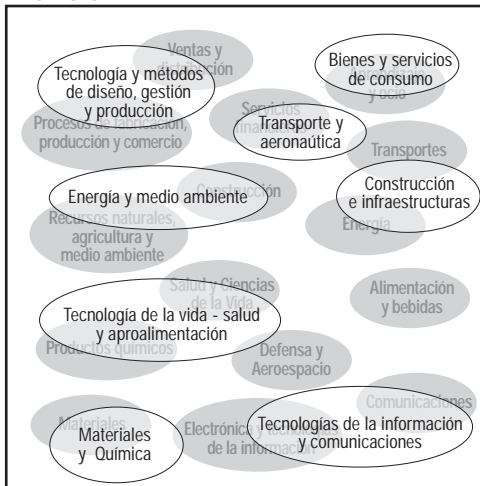 Ventas y
distribución
Tecnología y métodos
de diseño, gestión
y producción
Bienes y servicios
de consumo
y ocio
Procesos de fabricación,
producción y comercio
Servicios
Transporte y
aeronaútica
Transportes
Energía y medio ambiente
Construcción
Construcción
e infraestructuras
Energía
Recursos naturales,
agricultura y
medio ambiente
Salud y Ciencias
de la Vida
Alimentación
y bebidas
Tecnología de la vida - salud
y aproalimentación
Productos químicos
Defensa y
Aeroespacio
Comunicaciones
Materiales
Materiales
y Química
Electrónica y
de la información
Tecnologías de la información
y comunicaciones